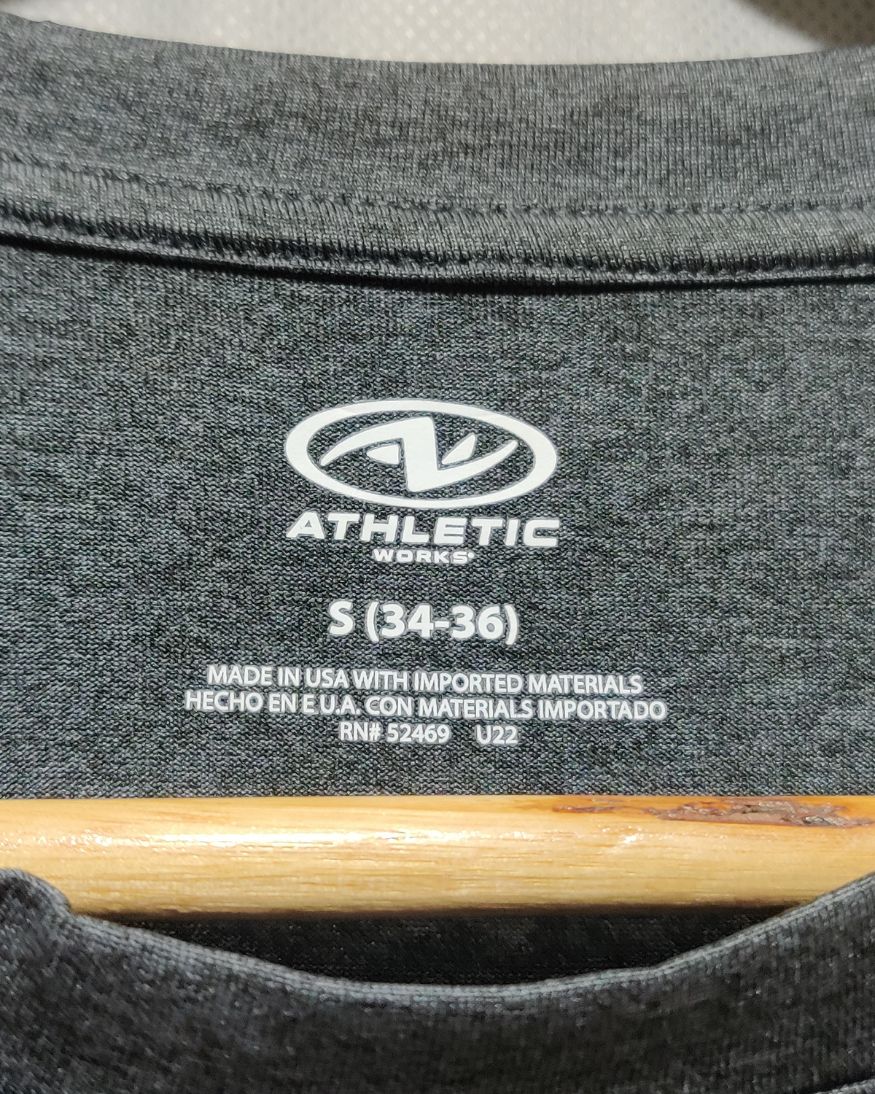 ATHLETIC
WORKS®
S (34-36)
MADE IN USA WITH IMPORTED MATERIALS
HECHO EN E U.A. CON MATERIALS IMPORTADO
RN# 52469 U22